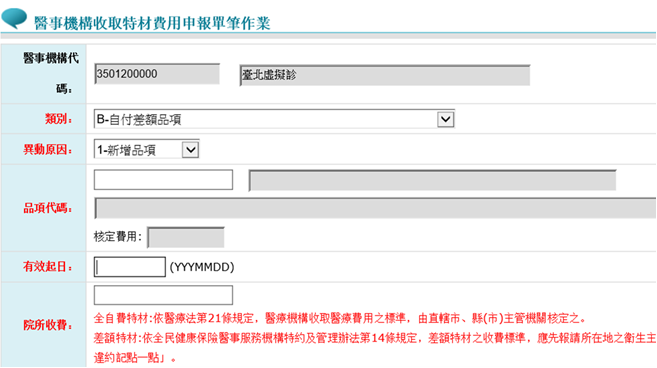 醫事機構收取特材費用申報單筆作業
醫事機構代碼：
3501200000 臺北虛擬診
類別： B-自付差額品項
異動原因： 1-新增品項
品項代碼：
核定費用：
有效起日： (YYYMMDD)
院所收費：
全自費特材:依醫療法第21條規定，醫療機構收取醫療費用之標準，由直轄市、縣(市)主管機關核定之。
差額特材:依全民健康保險醫事服務機構特約及管理辦法第14條規定，差額特材之收費標準，應先報請所在地之衛生主
違約記點一點」。